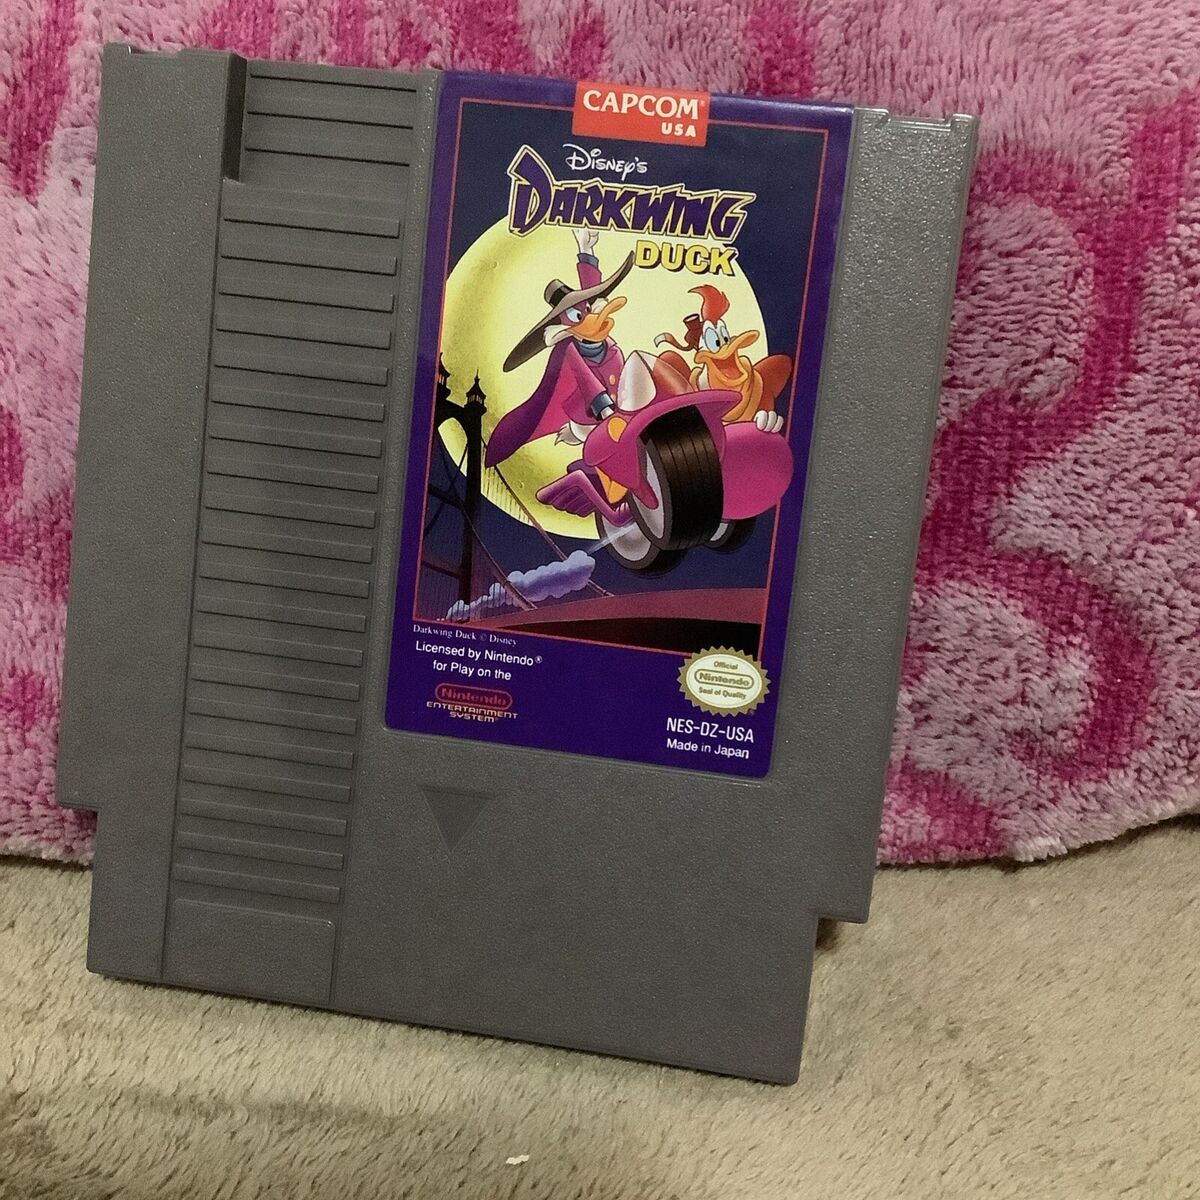 CAPCOM®
USA
Disney's
DARKWING
DUCK
Darkwing Duck © Disney
Licensed by Nintendo®
for Play on the
Nintendo
ENTERTAINMENT
SYSTEM™
Official
Nintendo
Seal of Quality
NES-DZ-USA
Made in Japan